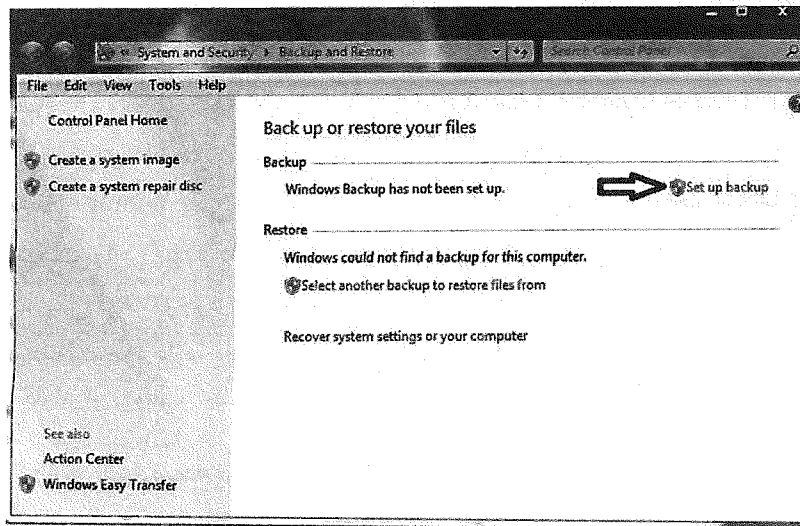 System and Security ▸ Backup and Restore
Search Control Panel
File Edit View Tools Help
Control Panel Home
Create a system image
Create a system repair disc
Back up or restore your files
Backup
Windows Backup has not been set up.
Set up backup
Restore
Windows could not find a backup for this computer.
Select another backup to restore files from
Recover system settings or your computer
See also
Action Center
Windows Easy Transfer